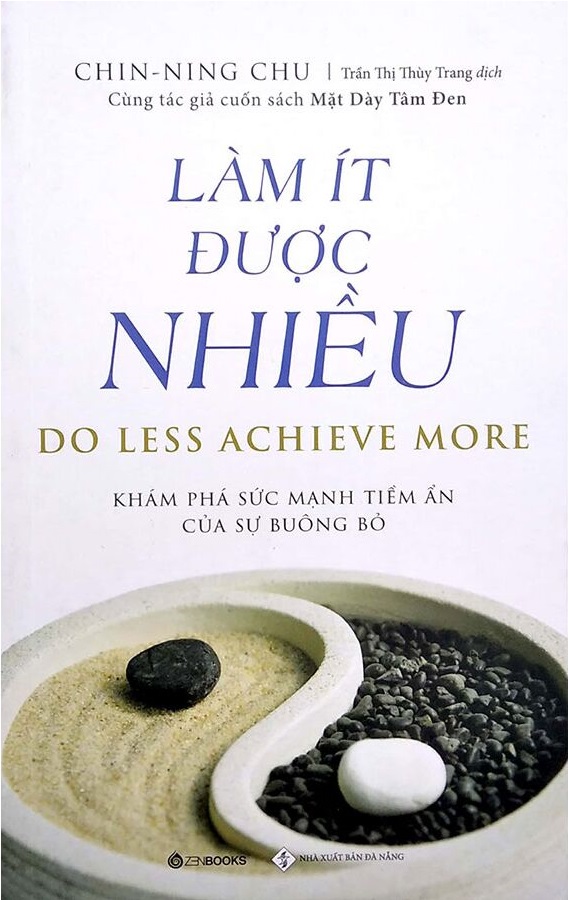 CHIN-NING CHU | Trần Thị Thùy Trang dịch
Cùng tác giả cuốn sách Mặt Dày Tâm Đen
LÀM ÍT
ĐƯỢC
NHIỀU
DO LESS ACHIEVE MORE
KHÁM PHÁ SỨC MẠNH TIỀM ẨN
CỦA SỰ BUÔNG BỎ
ZENBOOKS NHÀ XUẤT BẢN ĐÀ NẴNG